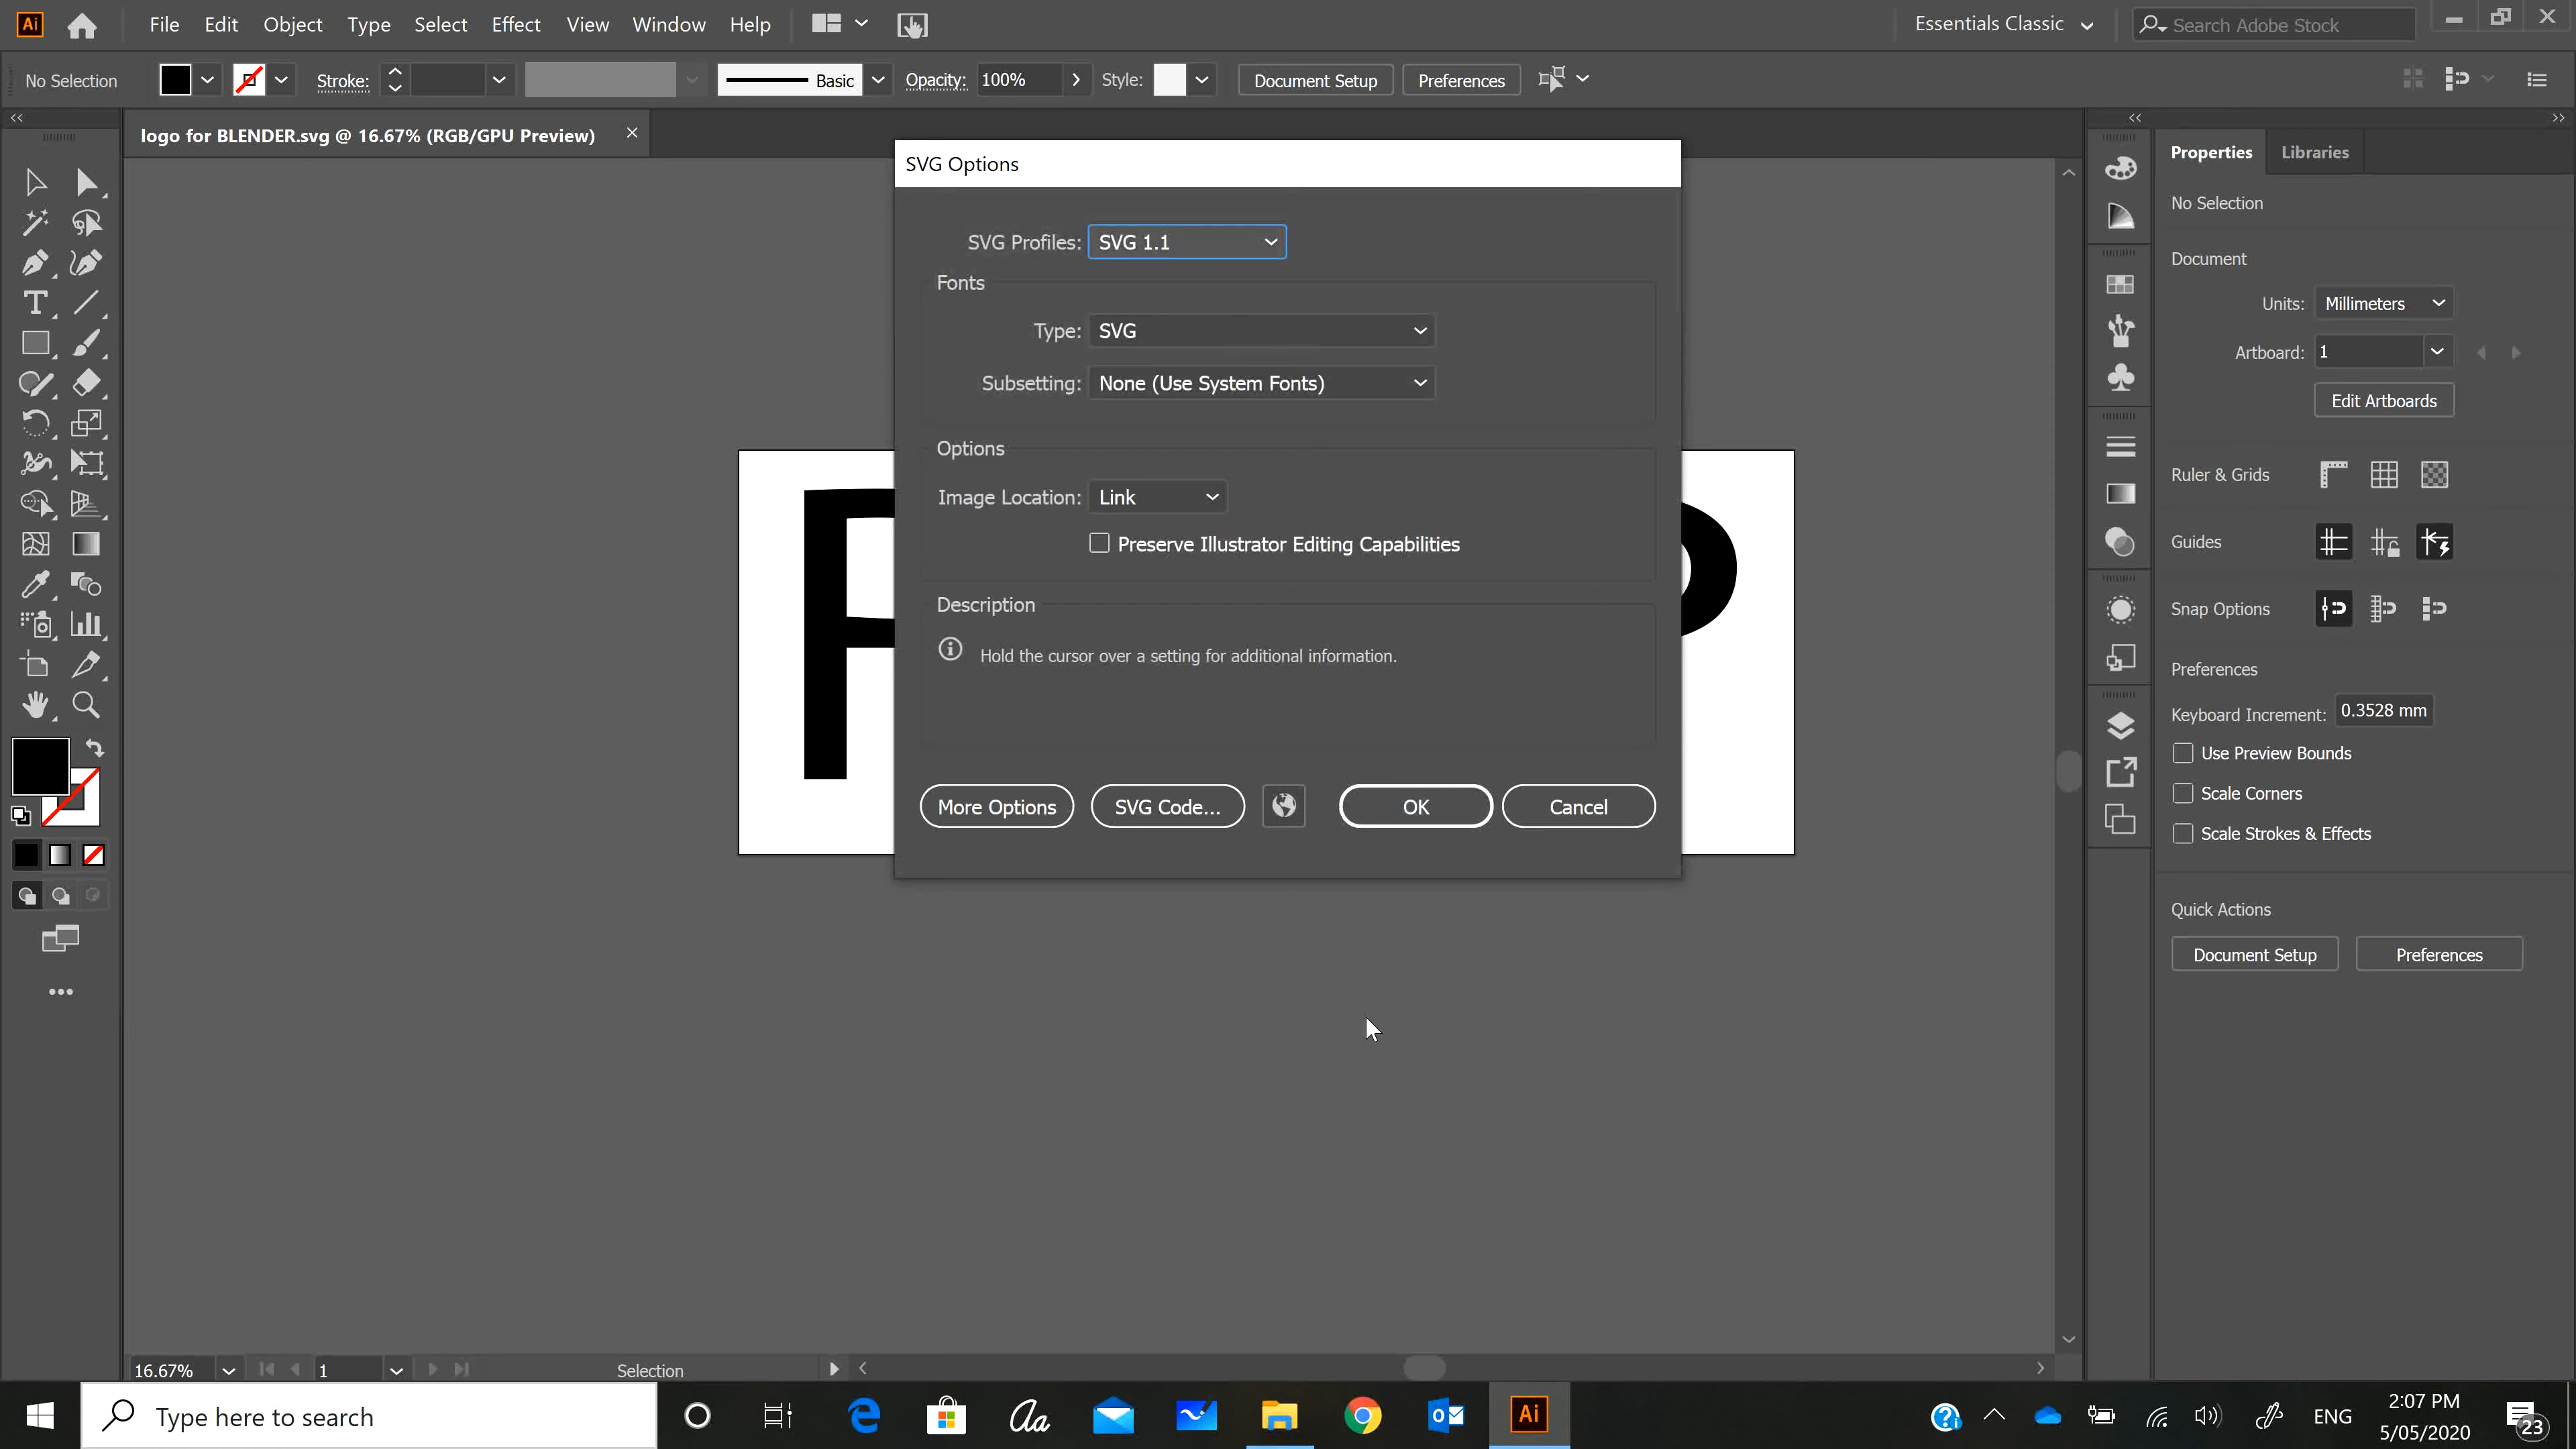 Ai File Edit Object Type Select Effect View Window Help Essentials Classic Search Adobe Stock
No Selection Stroke: Basic Opacity: 100% Style: Document Setup Preferences
logo for BLENDER.svg @ 16.67% (RGB/GPU Preview)
SVG Options
SVG Profiles: SVG 1.1
Fonts
Type: SVG
Subsetting: None (Use System Fonts)
Options
Image Location: Link
Preserve Illustrator Editing Capabilities
Description
Hold the cursor over a setting for additional information.
More Options SVG Code... OK Cancel
Properties Libraries
No Selection
Document
Units: Millimeters
Artboard: 1
Edit Artboards
Ruler & Grids
Guides
Snap Options
Preferences
Keyboard Increment: 0.3528 mm
Use Preview Bounds
Scale Corners
Scale Strokes & Effects
Quick Actions
Document Setup Preferences
16.67% 1 Selection
Type here to search Aa Ai ENG 2:07 PM
5/05/2020 23